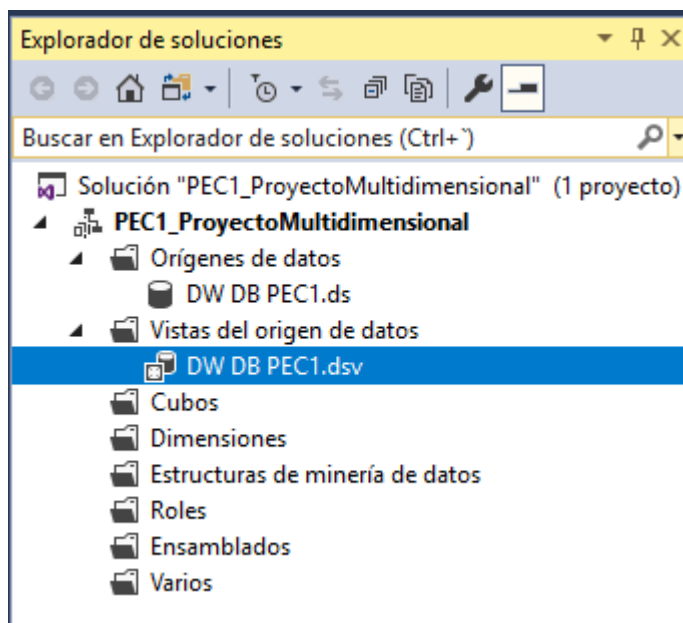 Explorador de soluciones
Buscar en Explorador de soluciones (Ctrl+`)
Solución "PEC1_ProyectoMultidimensional" (1 proyecto)
PEC1_ProyectoMultidimensional
Orígenes de datos
DW DB PEC1.ds
Vistas del origen de datos
DW DB PEC1.dsv
Cubos
Dimensiones
Estructuras de minería de datos
Roles
Ensamblados
Varios